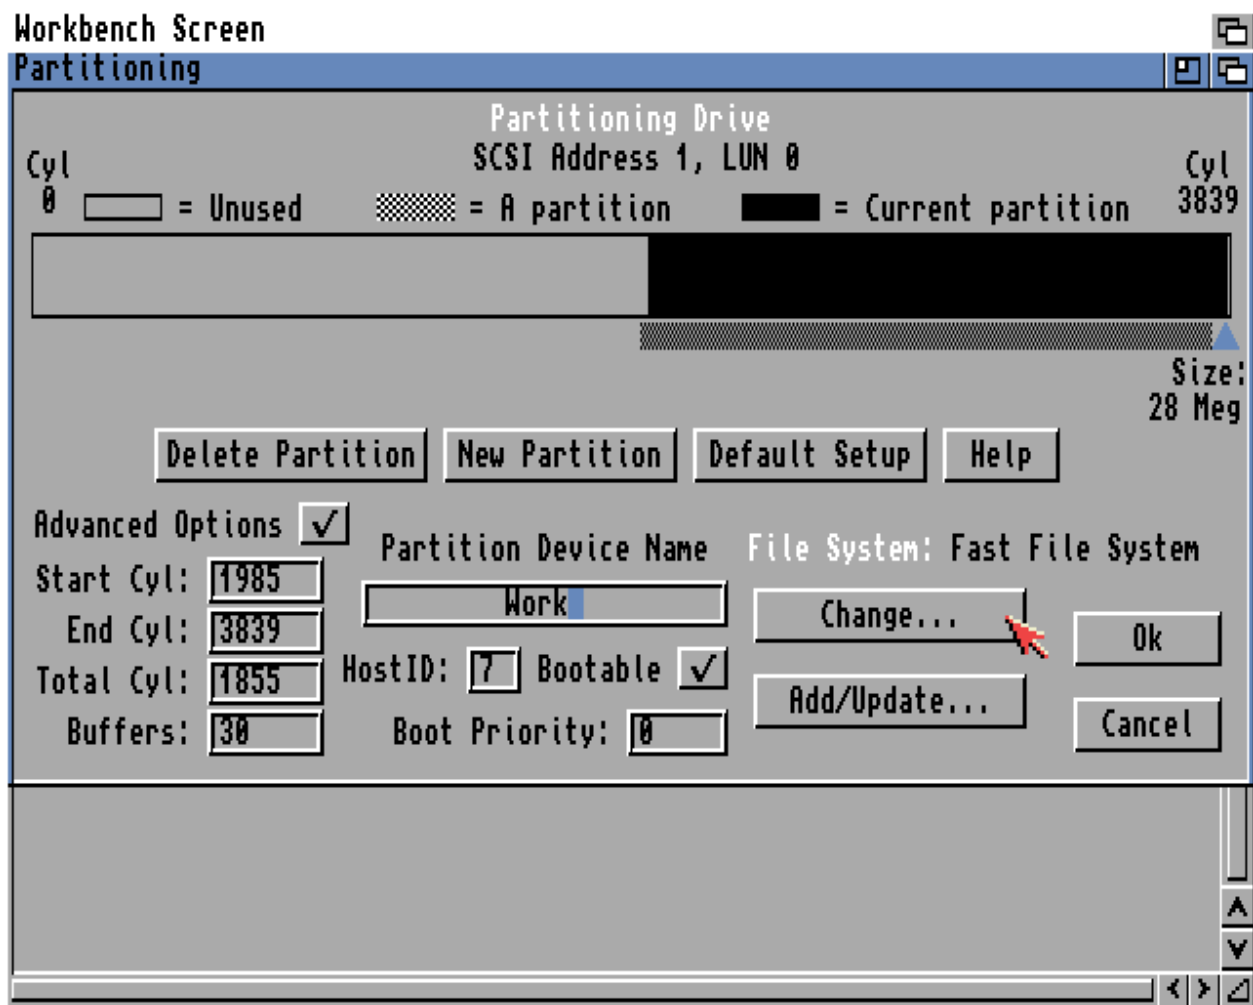 Workbench Screen
Partitioning
Partitioning Drive
SCSI Address 1, LUN 0
Cyl
0
Cyl
3839
= Unused
= A partition
= Current partition
Size:
28 Meg
Delete Partition
New Partition
Default Setup
Help
Advanced Options
Start Cyl: 1985
End Cyl: 3839
Total Cyl: 1855
Buffers: 30
Partition Device Name
Work
HostID: 7 Bootable
Boot Priority: 0
File System: Fast File System
Change...
Add/Update...
Ok
Cancel